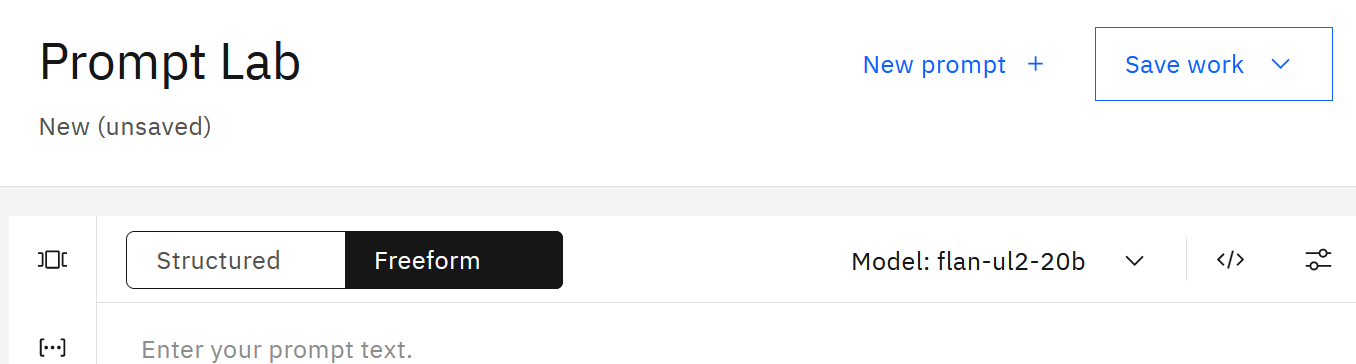 Prompt Lab
New prompt +
Save work
New (unsaved)
Structured
Freeform
Model: flan-ul2-20b
Enter your prompt text.